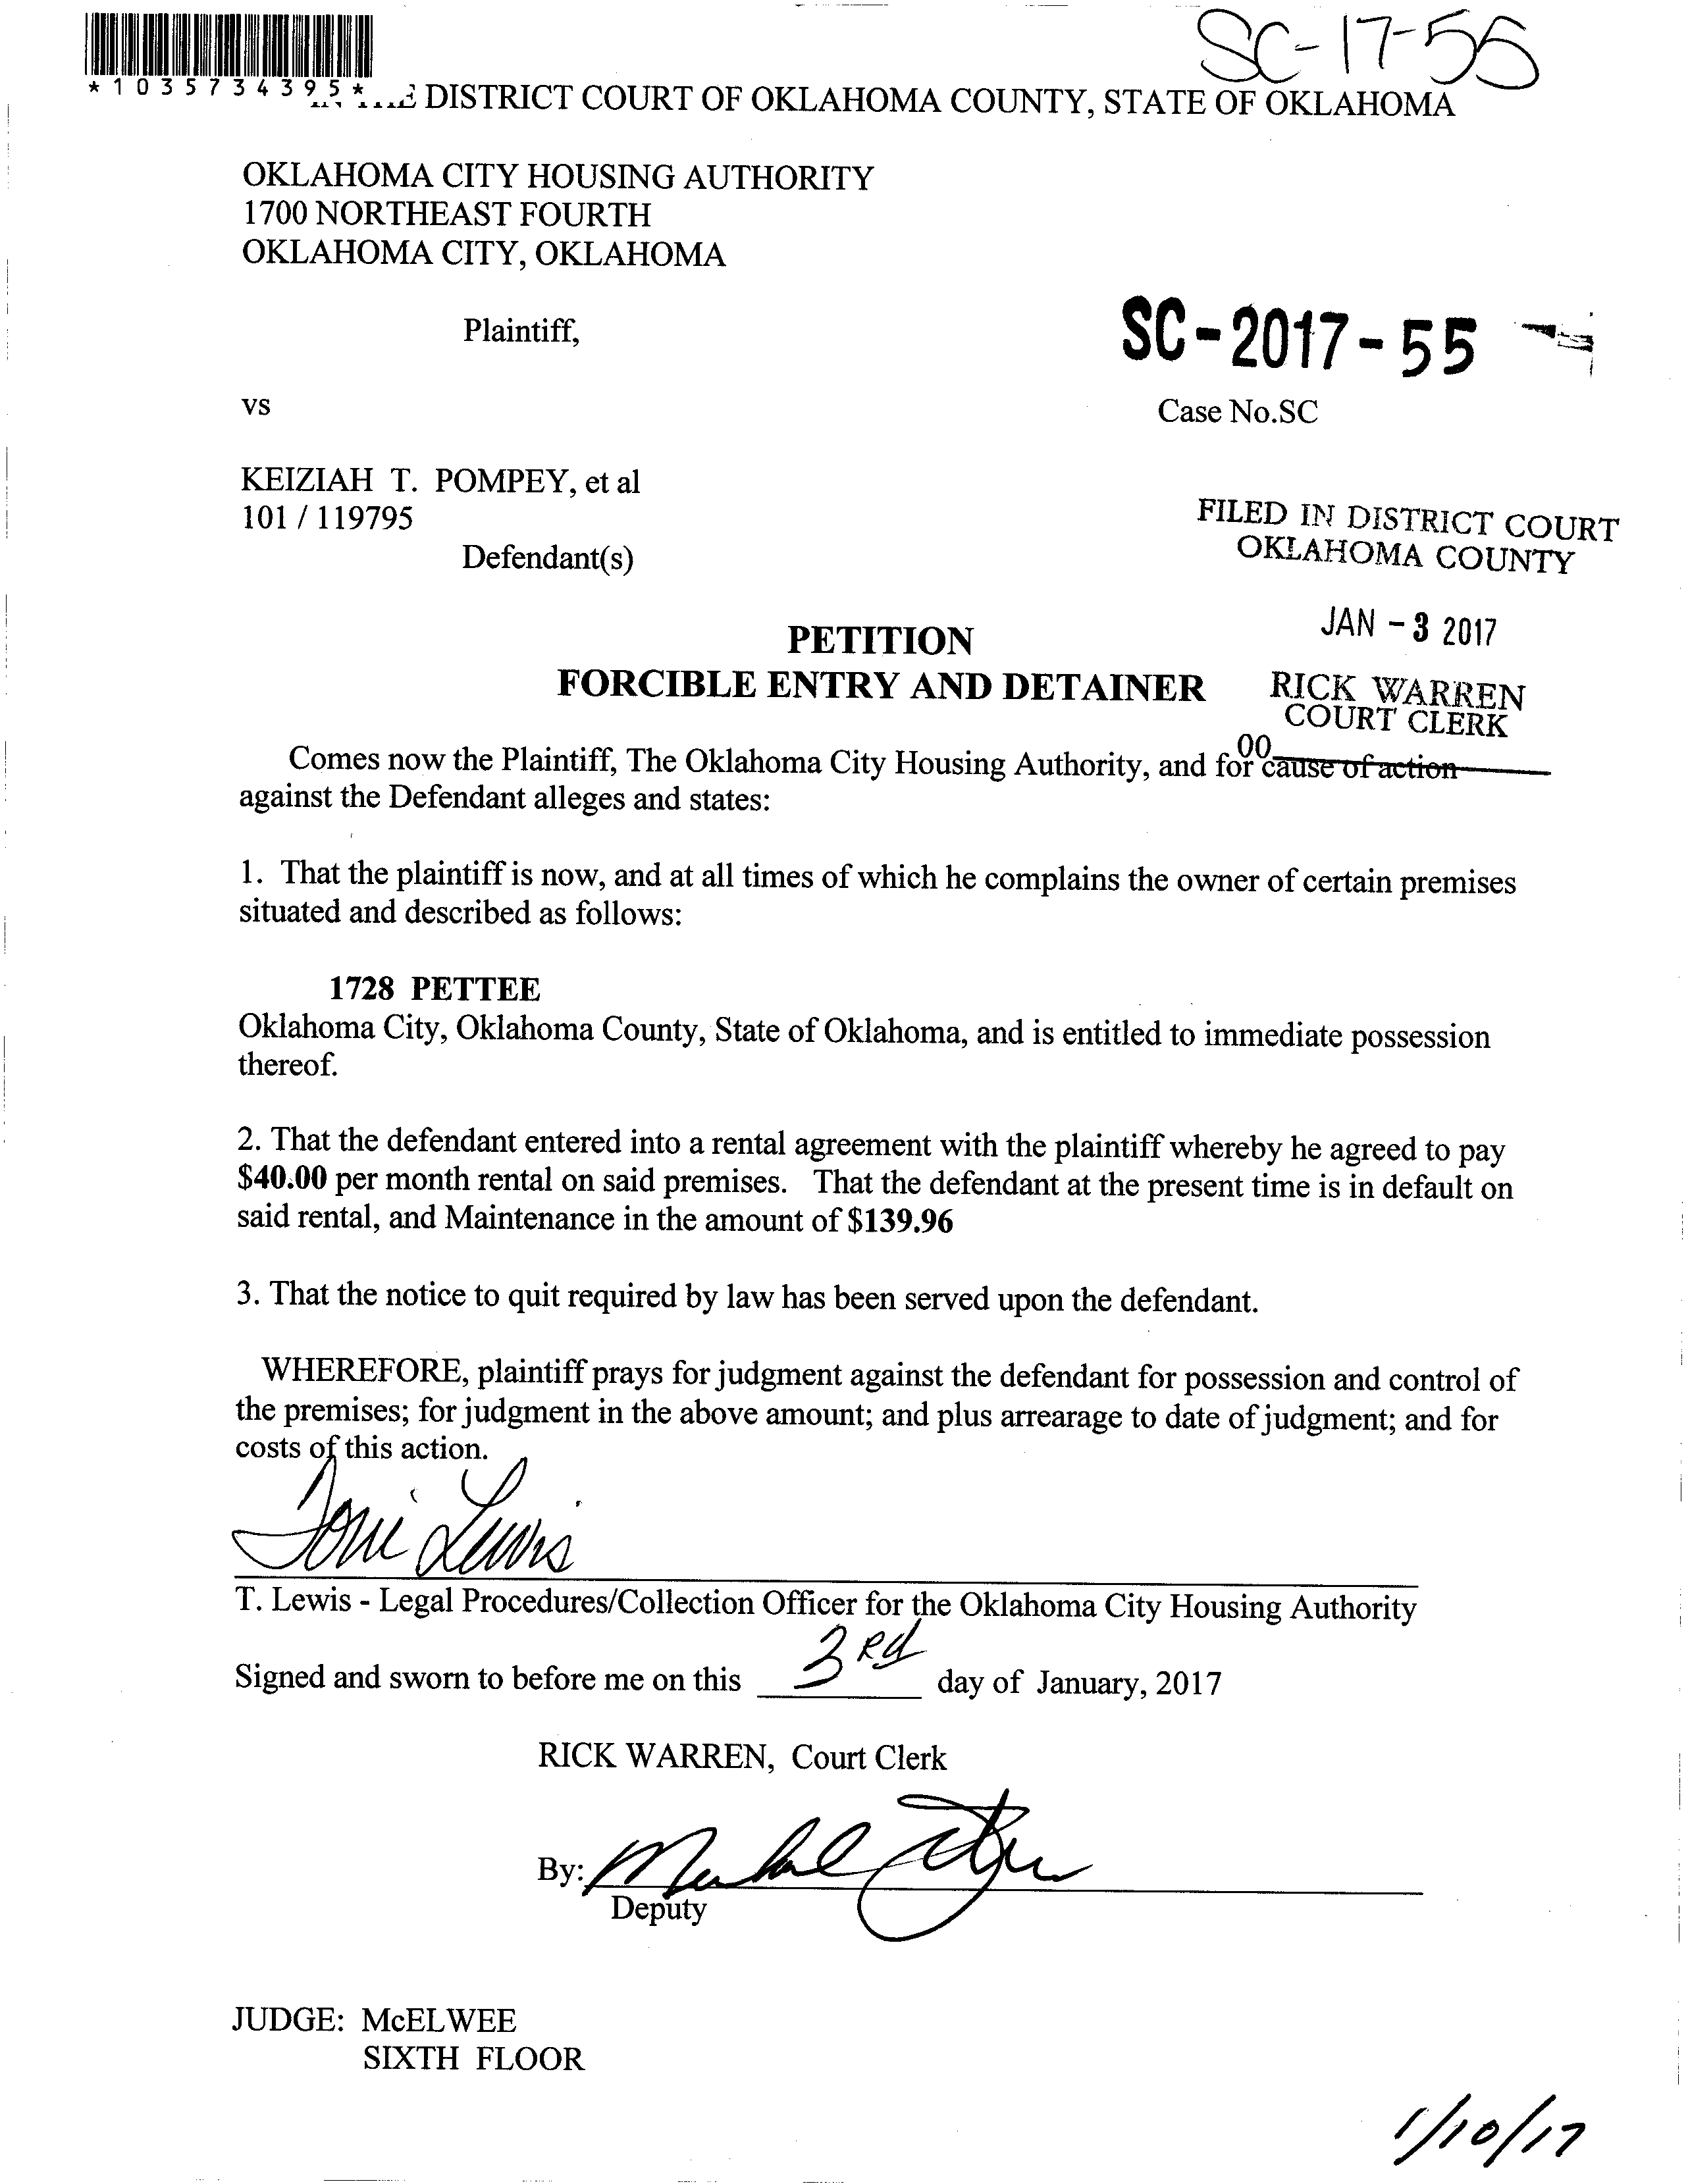 SC-17-55
*1035734395*
DISTRICT COURT OF OKLAHOMA COUNTY, STATE OF OKLAHOMA
OKLAHOMA CITY HOUSING AUTHORITY
1700 NORTHEAST FOURTH
OKLAHOMA CITY, OKLAHOMA
Plaintiff,
SC-2017-55
vs
Case No.SC
KEIZIAH T. POMPEY, et al
101 / 119795
Defendant(s)
FILED IN DISTRICT COURT
OKLAHOMA COUNTY
JAN - 3 2017
PETITION
FORCIBLE ENTRY AND DETAINER
RICK WARREN
COURT CLERK
00
Comes now the Plaintiff, The Oklahoma City Housing Authority, and for cause of action
against the Defendant alleges and states:
1. That the plaintiff is now, and at all times of which he complains the owner of certain premises
situated and described as follows:
1728 PETTEE
Oklahoma City, Oklahoma County, State of Oklahoma, and is entitled to immediate possession
thereof.
2. That the defendant entered into a rental agreement with the plaintiff whereby he agreed to pay
$40.00 per month rental on said premises. That the defendant at the present time is in default on
said rental, and Maintenance in the amount of $139.96
3. That the notice to quit required by law has been served upon the defendant.
WHEREFORE, plaintiff prays for judgment against the defendant for possession and control of
the premises; for judgment in the above amount; and plus arrearage to date of judgment; and for
costs of this action.
Toni Lewis
T. Lewis - Legal Procedures/Collection Officer for the Oklahoma City Housing Authority
Signed and sworn to before me on this 3rd day of January, 2017
RICK WARREN, Court Clerk
By:
Deputy
JUDGE: McELWEE
SIXTH FLOOR
1/10/17